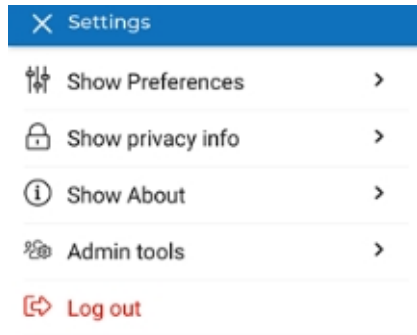 Settings
Show Preferences
Show privacy info
Show About
Admin tools
Log out